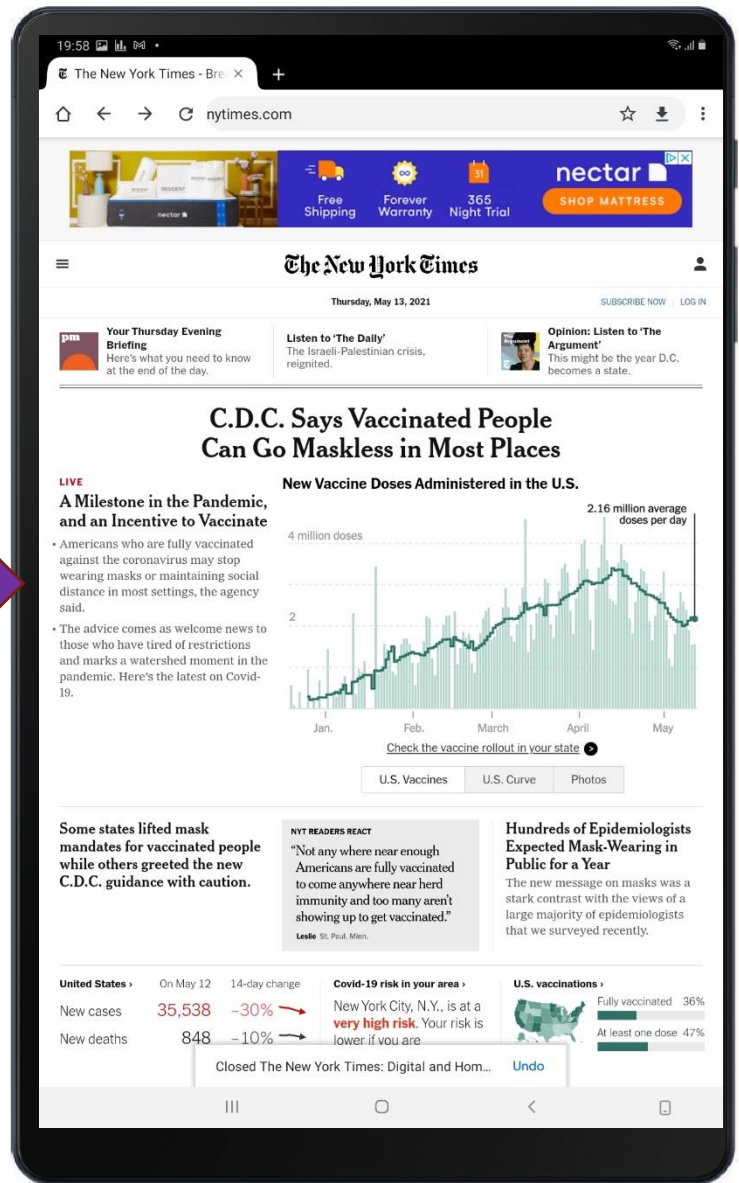 19:58
The New York Times - Bre
nytimes.com
nectar
Free Shipping
Forever Warranty
31
365 Night Trial
nectar
SHOP MATTRESS
The New York Times
Thursday, May 13, 2021
SUBSCRIBE NOW
LOG IN
pm
Your Thursday Evening
Briefing
Here's what you need to know
at the end of the day.
Listen to 'The Daily'
The Israeli-Palestinian crisis,
reignited.
Opinion: Listen to 'The
Argument'
This might be the year D.C.
becomes a state.
C.D.C. Says Vaccinated People
Can Go Maskless in Most Places
LIVE
A Milestone in the Pandemic,
and an Incentive to Vaccinate
• Americans who are fully vaccinated
against the coronavirus may stop
wearing masks or maintaining social
distance in most settings, the agency
said.
• The advice comes as welcome news to
those who have tired of restrictions
and marks a watershed moment in the
pandemic. Here's the latest on Covid-
19.
New Vaccine Doses Administered in the U.S.
2.16 million average
doses per day
4 million doses
2
Jan. Feb. March April May
Check the vaccine rollout in your state
U.S. Vaccines U.S. Curve Photos
Some states lifted mask
mandates for vaccinated people
while others greeted the new
C.D.C. guidance with caution.
NYT READERS REACT
“Not any where near enough
Americans are fully vaccinated
to come anywhere near herd
immunity and too many aren't
showing up to get vaccinated.”
Leslie St. Paul, Minn.
Hundreds of Epidemiologists
Expected Mask-Wearing in
Public for a Year
The new message on masks was a
stark contrast with the views of a
large majority of epidemiologists
that we surveyed recently.
United States › On May 12 14-day change
New cases 35,538 –30%
New deaths 848 –10%
Covid-19 risk in your area ›
New York City, N.Y., is at a
very high risk. Your risk is
lower if you are
U.S. vaccinations ›
Fully vaccinated 36%
At least one dose 47%
Closed The New York Times: Digital and Hom... Undo